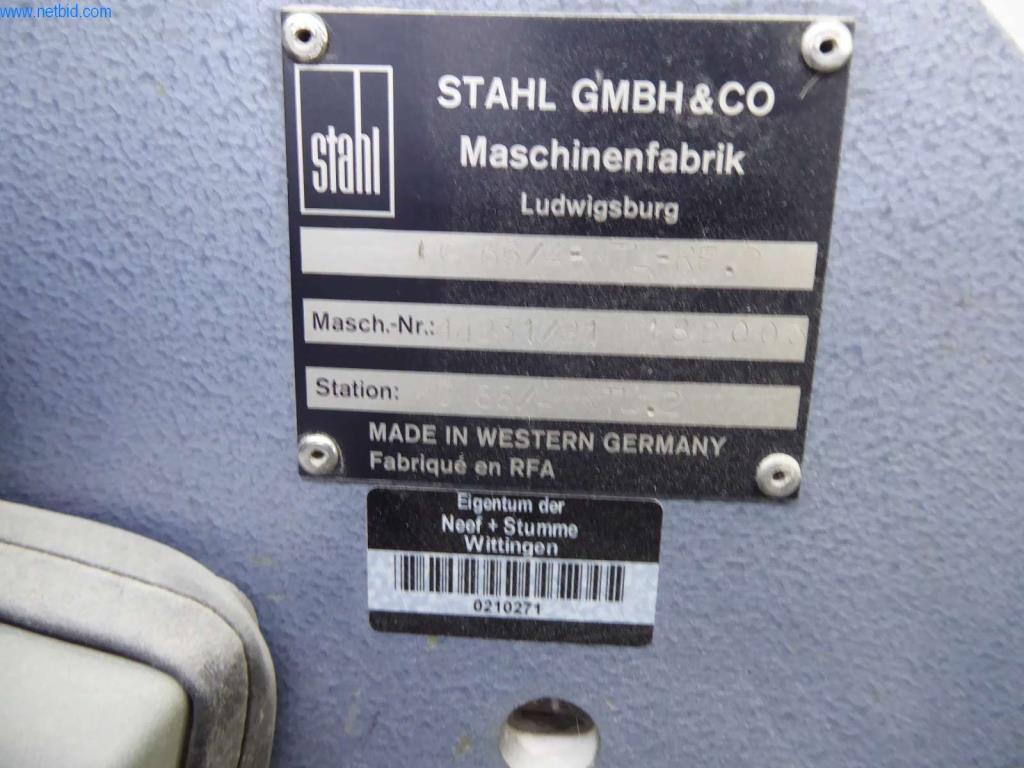 www.netbid.com
stahl
STAHL GMBH & CO
Maschinenfabrik
Ludwigsburg
Masch.-Nr.:
Station:
MADE IN WESTERN GERMANY
Fabriqué en RFA
Eigentum der
Neef + Stumme
Wittingen
0210271